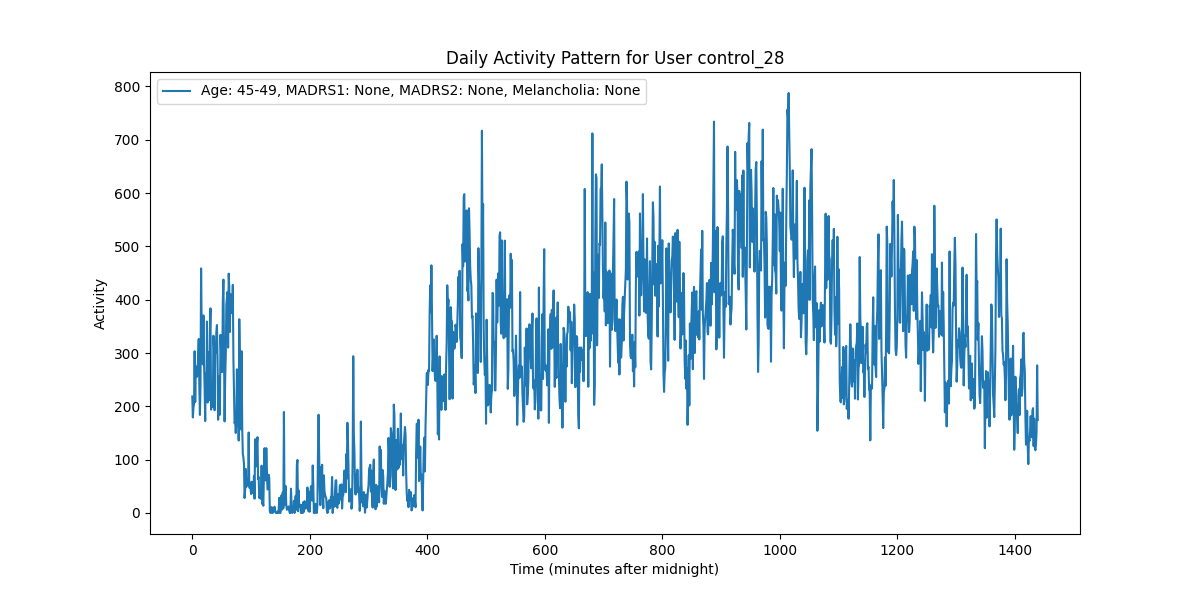 Daily Activity Pattern for User control_28
Age: 45-49, MADRS1: None, MADRS2: None, Melancholia: None
Activity
800
700
600
500
400
300
200
100
0
0 200 400 600 800 1000 1200 1400
Time (minutes after midnight)